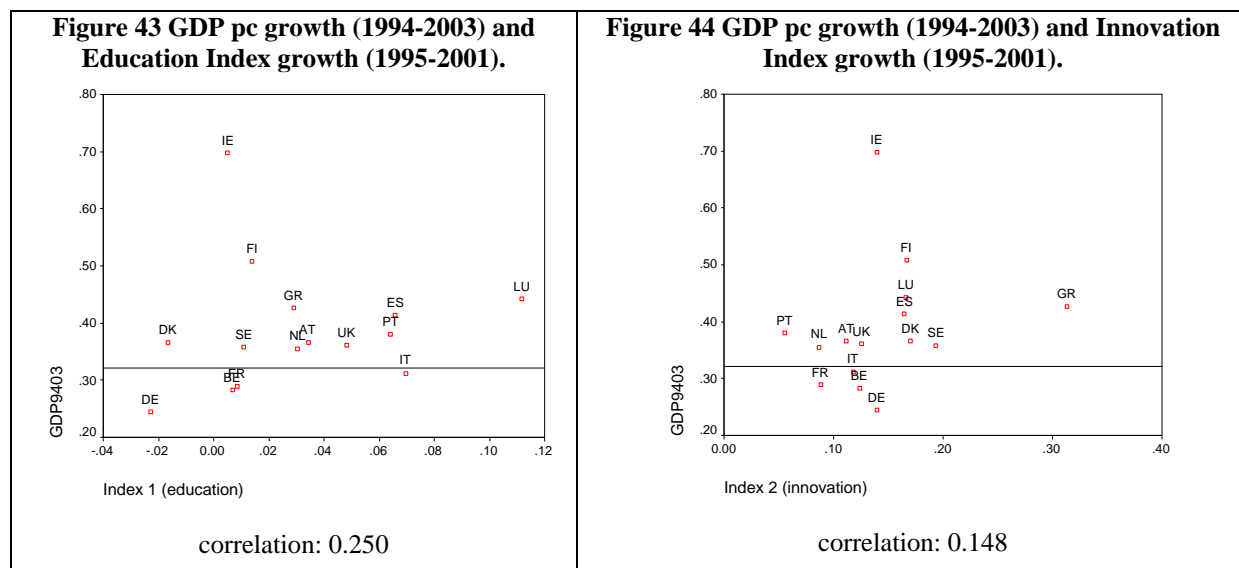 Figure 43 GDP pc growth (1994-2003) and
Education Index growth (1995-2001).
.80
.70
.60
.50
.40
.30
.20
GDP9403
IE
FI
LU
GR
ES
DK
SE
NL
AT
UK
PT
IT
BE
FR
DE
-.04
-.02
0.00
.02
.04
.06
.08
.10
.12
Index 1 (education)
correlation: 0.250
Figure 44 GDP pc growth (1994-2003) and Innovation
Index growth (1995-2001).
.80
.70
.60
.50
.40
.30
.20
GDP9403
IE
FI
LU
GR
ES
PT
NL
AT
UK
DK
SE
IT
FR
BE
DE
0.00
.10
.20
.30
.40
Index 2 (innovation)
correlation: 0.148